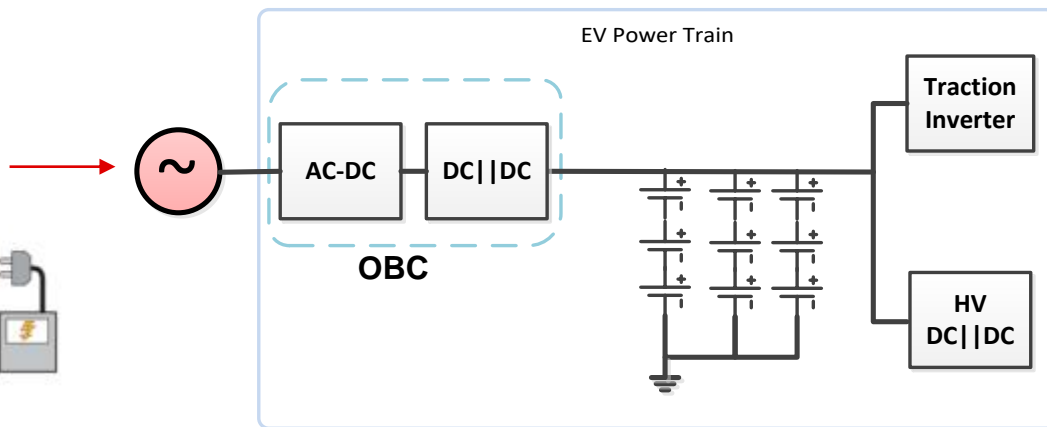 EV Power Train
Traction
Inverter
~
AC-DC
DC||DC
OBC
+
+
+
+
+
+
+
+
+
HV
DC||DC